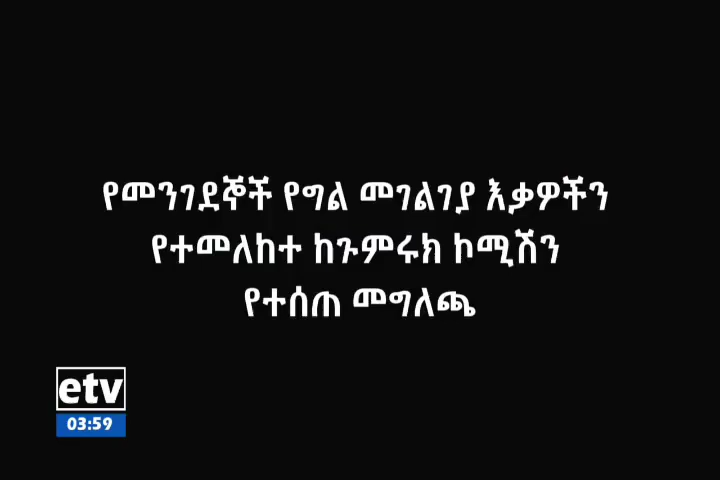 የመንገደኞች የግል መገልገያ እቃዎችን
የተመለከተ ከጉምሩክ ኮሚሽን
የተሰጠ መግለጫ
etv
03:59